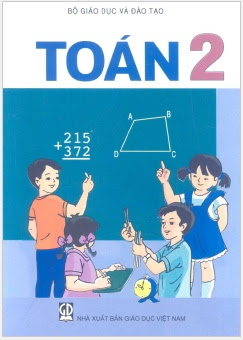 BỘ GIÁO DỤC VÀ ĐÀO TẠO
TOÁN 2
A B
215
+372
D C
NHÀ XUẤT BẢN GIÁO DỤC VIỆT NAM